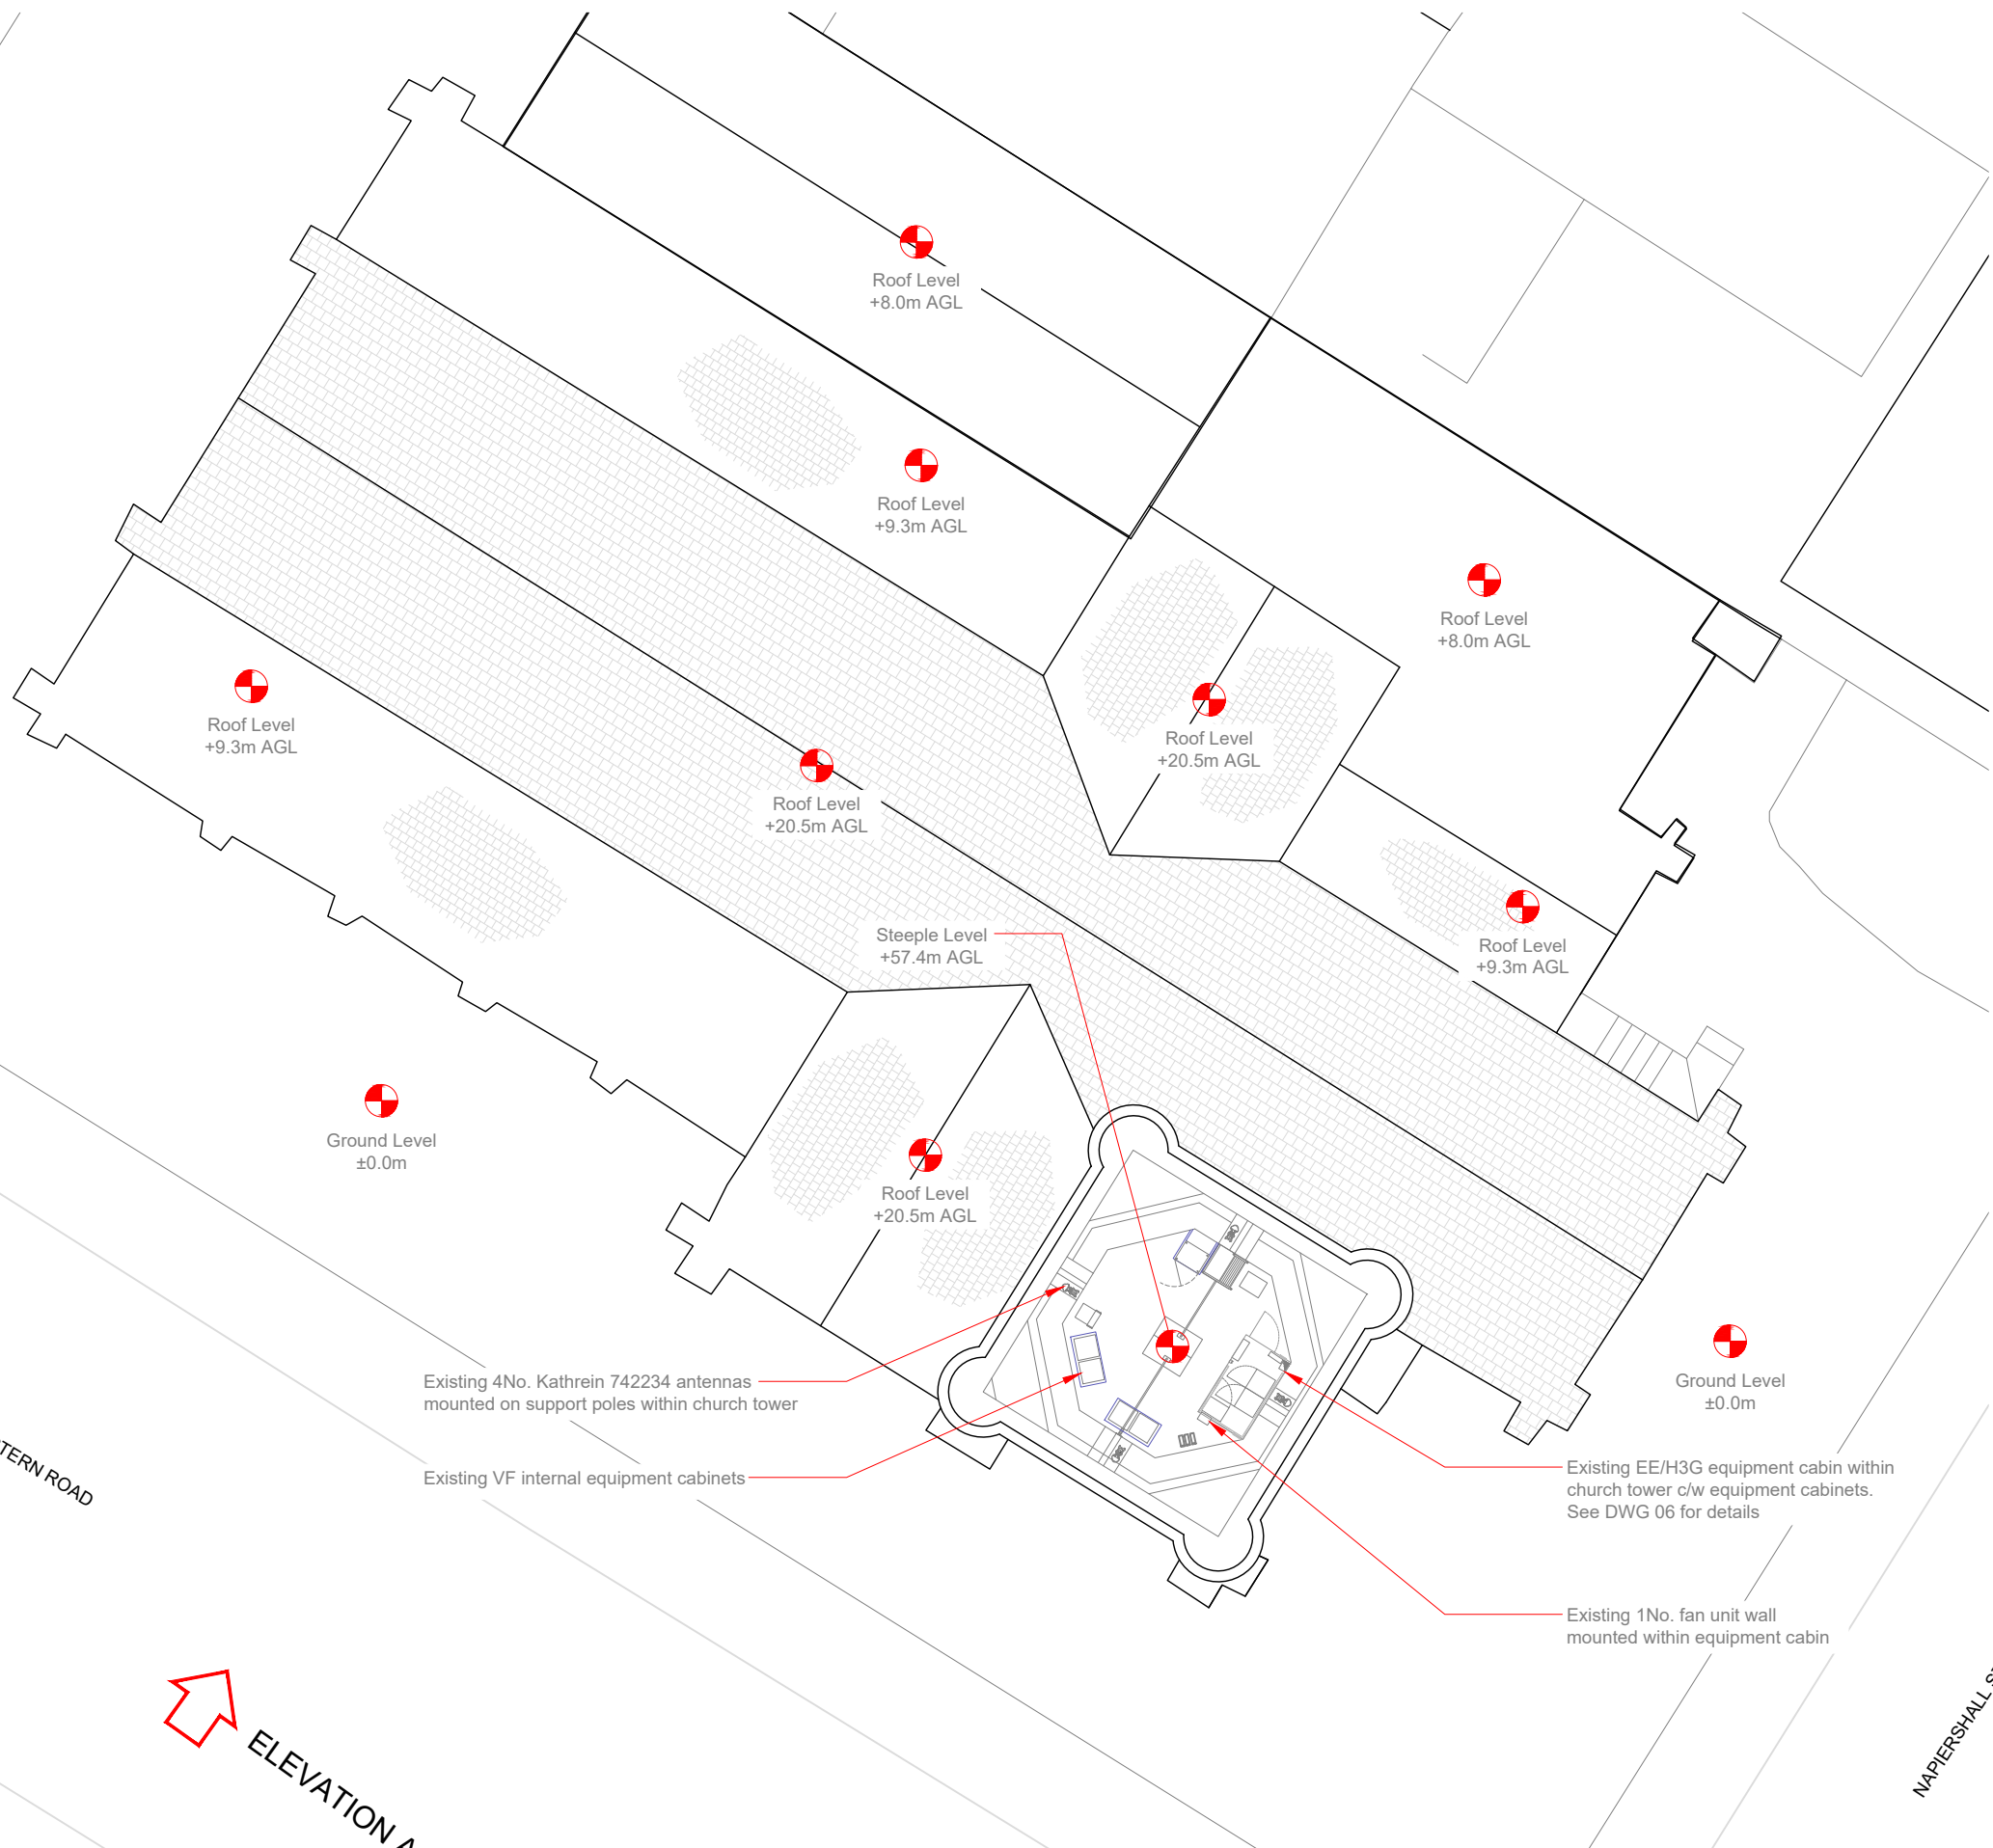 Roof Level
+8.0m AGL
Roof Level
+9.3m AGL
Roof Level
+8.0m AGL
Roof Level
+9.3m AGL
Roof Level
+20.5m AGL
Roof Level
+20.5m AGL
Steeple Level
+57.4m AGL
Roof Level
+9.3m AGL
Ground Level
±0.0m
Roof Level
+20.5m AGL
Existing 4No. Kathrein 742234 antennas
mounted on support poles within church tower
Ground Level
±0.0m
Existing VF internal equipment cabinets
Existing EE/H3G equipment cabin within
church tower c/w equipment cabinets.
See DWG 06 for details
TERN ROAD
Existing 1No. fan unit wall
mounted within equipment cabin
NAPIERSHALL
ELEVATION A